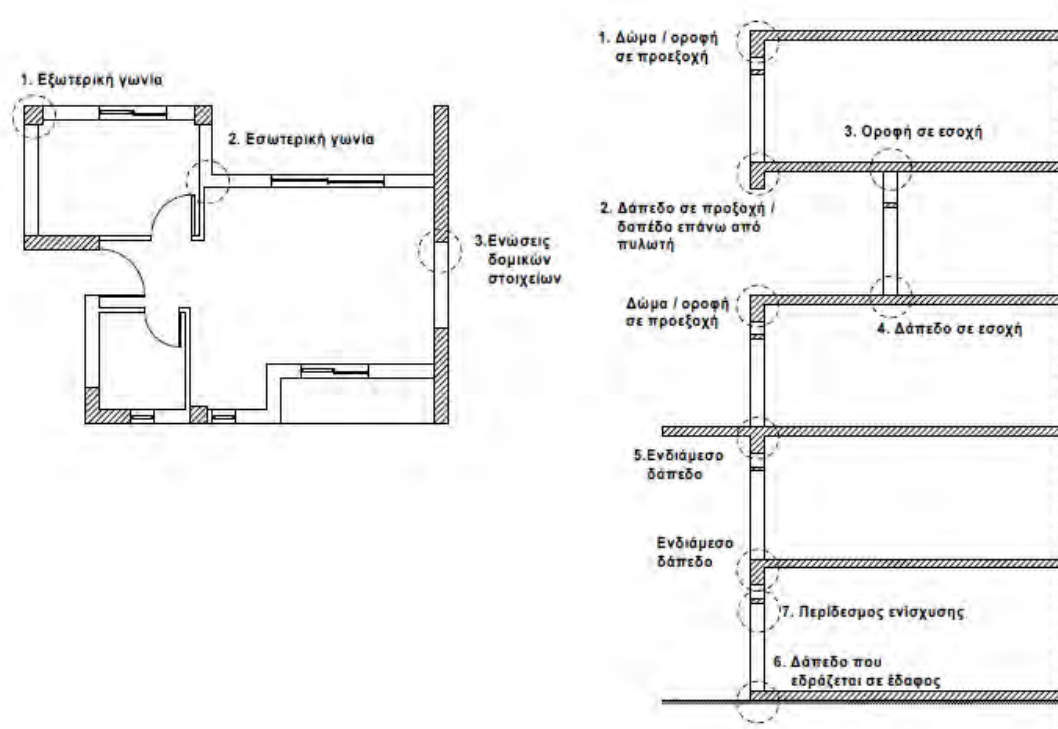 1. Εξωτερική γωνία
2. Εσωτερική γωνία
3.Ενώσεις
δομικών
στοιχείων
1. Δώμα / οροφή
σε προεξοχή
3. Οροφή σε εσοχή
2. Δάπεδο σε προξοχή /
δαπέδο επάνω από
πυλωτή
Δώμα / οροφή
σε προεξοχή
4. Δάπεδο σε εσοχή
5.Ενδιάμεσο
δάπεδο
Ενδιάμεσο
δάπεδο
7. Περίδεσμος ενίσχυσης
6. Δάπεδο που
εδράζεται σε έδαφος